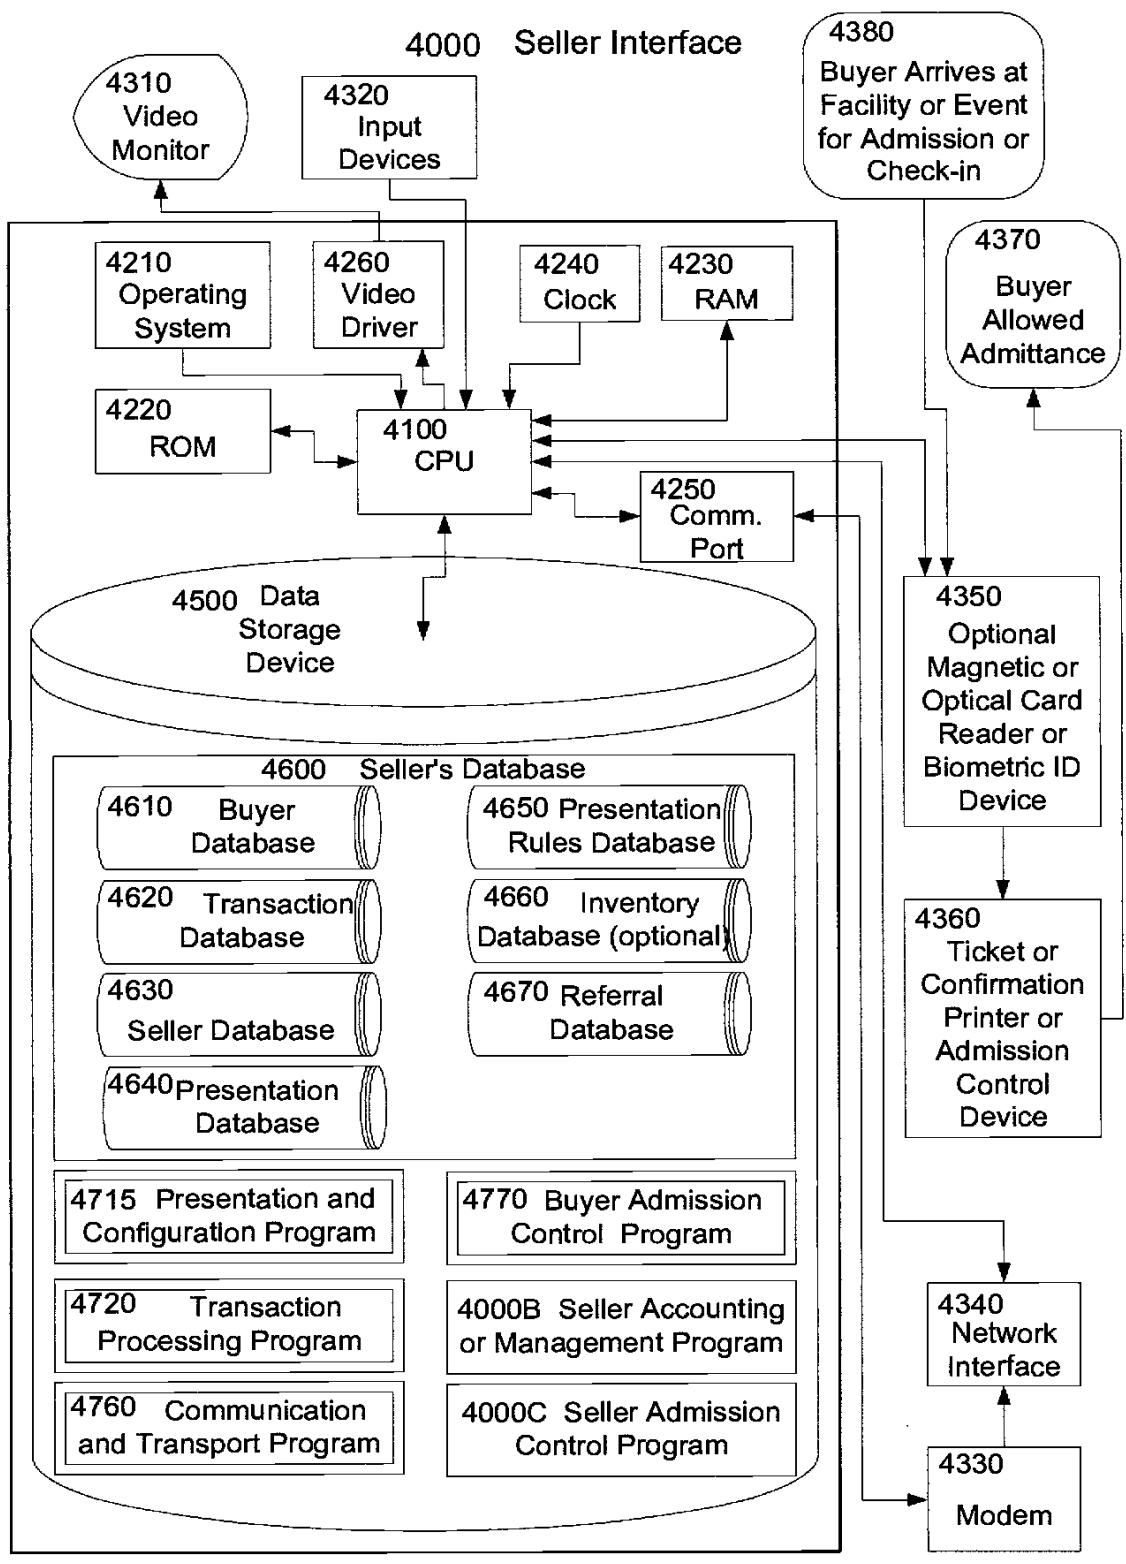 4000 Seller Interface
4310
Video
Monitor
4320
Input
Devices
4380
Buyer Arrives at
Facility or Event
for Admission or
Check-in
4370
Buyer
Allowed
Admittance
4210
Operating
System
4260
Video
Driver
4240
Clock
4230
RAM
4220
ROM
4100
CPU
4250
Comm.
Port
4500 Data
Storage
Device
4350
Optional
Magnetic or
Optical Card
Reader or
Biometric ID
Device
4600 Seller's Database
4610 Buyer
Database
4620 Transaction
Database
4630
Seller Database
4640 Presentation
Database
4650 Presentation
Rules Database
4660 Inventory
Database (optional)
4670 Referral
Database
4360
Ticket or
Confirmation
Printer or
Admission
Control
Device
4715 Presentation and
Configuration Program
4720 Transaction
Processing Program
4760 Communication
and Transport Program
4770 Buyer Admission
Control Program
4000B Seller Accounting
or Management Program
4000C Seller Admission
Control Program
4340
Network
Interface
4330
Modem